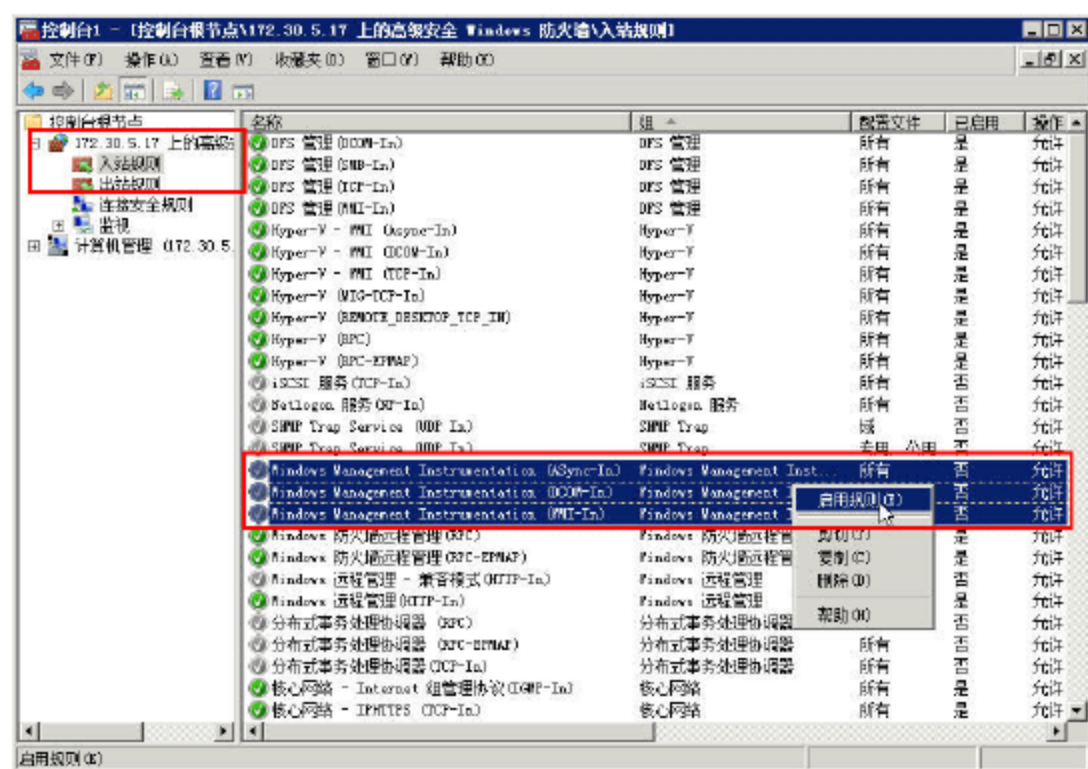 控制台1 - [控制台根节点\172.30.5.17 上的高级安全 Windows 防火墙\入站规则]
文件(F) 操作(A) 查看(V) 收藏夹(O) 窗口(W) 帮助(H)
控制台根节点
172.30.5.17 上的高级
入站规则
出站规则
连接安全规则
监视
计算机管理 (172.30.5.
名称 组 配置文件 已启用 操作
DFS 管理(DCOM-In) DFS 管理 所有 是 允许
DFS 管理(SMB-In) DFS 管理 所有 是 允许
DFS 管理(TCP-In) DFS 管理 所有 是 允许
DFS 管理(WMI-In) DFS 管理 所有 是 允许
Hyper-V - WMI (Async-In) Hyper-V 所有 是 允许
Hyper-V - WMI (DCOM-In) Hyper-V 所有 是 允许
Hyper-V - WMI (TCP-In) Hyper-V 所有 是 允许
Hyper-V (MIG-TCP-In) Hyper-V 所有 是 允许
Hyper-V (REMOTE_DESKTOP_TCP_IN) Hyper-V 所有 是 允许
Hyper-V (RPC) Hyper-V 所有 是 允许
Hyper-V (RPC-EPMAP) Hyper-V 所有 是 允许
iSCSI 服务(TCP-In) iSCSI 服务 所有 否 允许
Netlogon 服务(NP-In) Netlogon 服务 所有 否 允许
SNMP Trap Service (UDP In) SNMP Trap 域 否 允许
SNMP Trap Service (UDP In) SNMP Trap 专用, 公用 否 允许
Windows Management Instrumentation (ASync-In) Windows Management Inst... 所有 否 允许
Windows Management Instrumentation (DCOM-In) Windows Management 否 允许
Windows Management Instrumentation (WMI-In) Windows Management 否 允许
Windows 防火墙远程管理(RPC) Windows 防火墙远程管 是 允许
Windows 防火墙远程管理(RPC-EPMAP) Windows 防火墙远程管 是 允许
Windows 远程管理 - 兼容模式(HTTP-In) Windows 远程管理 否 允许
Windows 远程管理(HTTP-In) Windows 远程管理 是 允许
分布式事务处理协调器 (RPC) 分布式事务处理协调器 否 允许
分布式事务处理协调器 (RPC-EPMAP) 分布式事务处理协调器 所有 否 允许
分布式事务处理协调器(TCP-In) 分布式事务处理协调器 所有 否 允许
核心网络 - Internet 组管理协议(IGMP-In) 核心网络 所有 是 允许
核心网络 - IPHTTPS (TCP-In) 核心网络 所有 是 允许
启用规则(E)
剪切(T)
复制(C)
删除(D)
帮助(H)
启用规则(E)